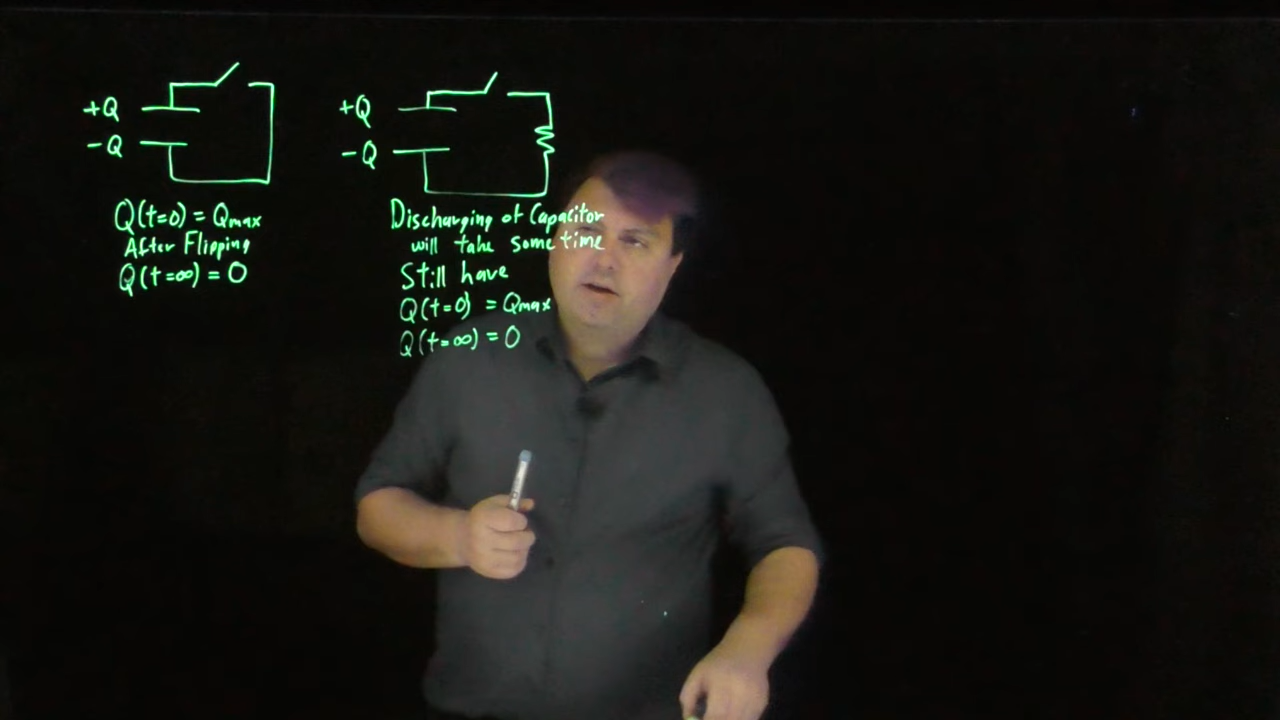 +Q
-Q
Q(t=0) = Qmax
After Flipping
Q(t=∞) = 0
+Q
-Q
Discharging of Capacitor
will take some time
Still have
Q(t=0) = Qmax
Q(t=∞) = 0